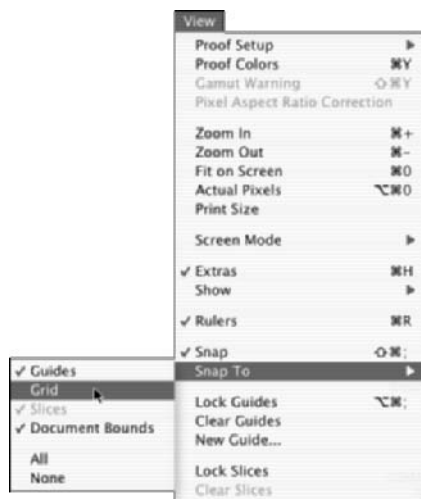 View
Proof Setup
Proof Colors ⌘Y
Gamut Warning ⇧⌘Y
Pixel Aspect Ratio Correction
Zoom In ⌘+
Zoom Out ⌘-
Fit on Screen ⌘0
Actual Pixels ⌥⌘0
Print Size
Screen Mode
✓ Extras ⌘H
Show
✓ Rulers ⌘R
✓ Snap ⇧⌘;
Snap To
✓ Guides
Grid
✓ Slices
✓ Document Bounds
All
None
Lock Guides ⌥⌘;
Clear Guides
New Guide...
Lock Slices
Clear Slices